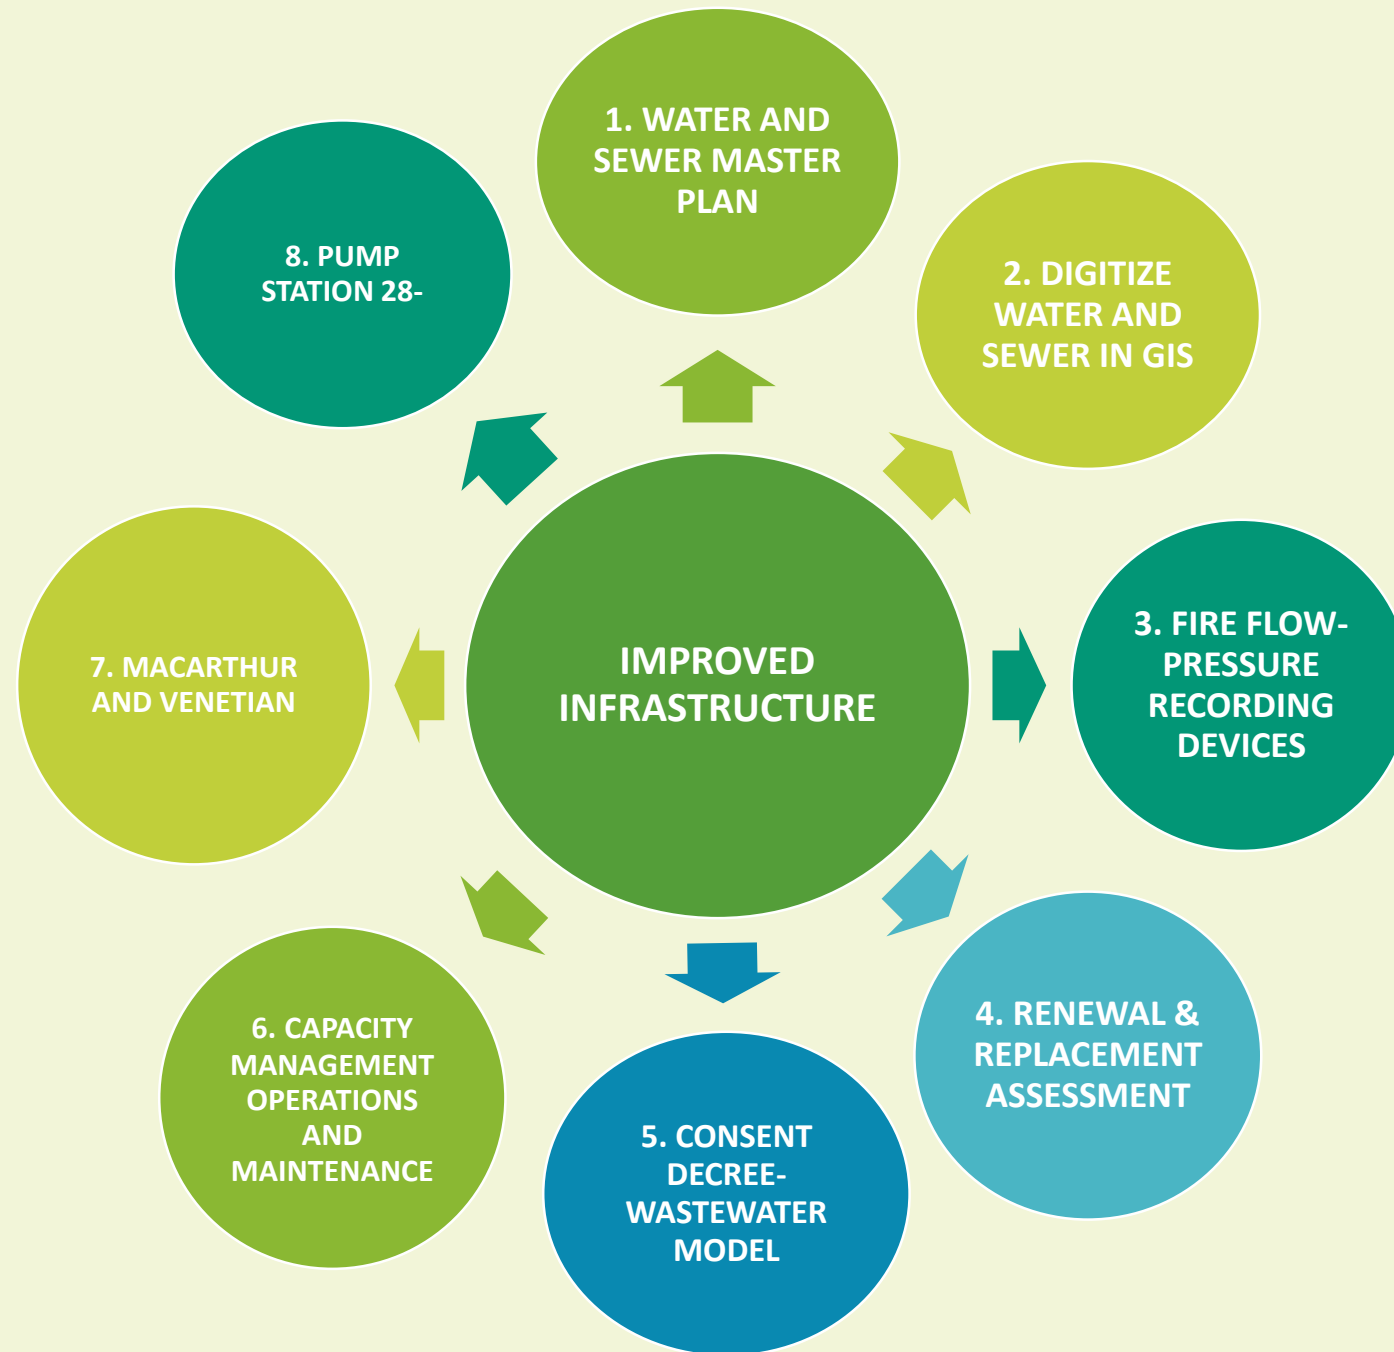 1. WATER AND
SEWER MASTER
PLAN
2. DIGITIZE
WATER AND
SEWER IN GIS
3. FIRE FLOW-
PRESSURE
RECORDING
DEVICES
4. RENEWAL &
REPLACEMENT
ASSESSMENT
5. CONSENT
DECREE-
WASTEWATER
MODEL
6. CAPACITY
MANAGEMENT
OPERATIONS
AND
MAINTENANCE
7. MACARTHUR
AND VENETIAN
8. PUMP
STATION 28-
IMPROVED
INFRASTRUCTURE